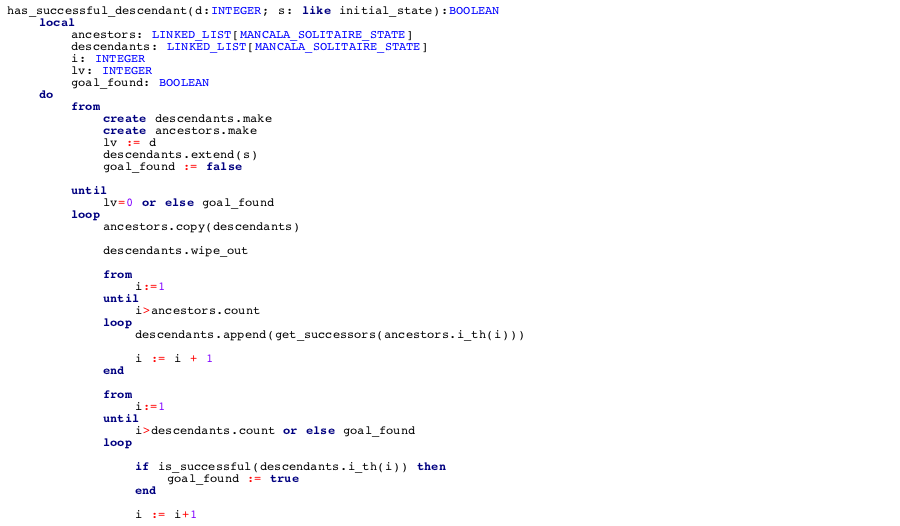 has_successful_descendant(d:INTEGER; s: like initial_state):BOOLEAN
local
ancestors: LINKED_LIST[MANCALA_SOLITAIRE_STATE]
descendants: LINKED_LIST[MANCALA_SOLITAIRE_STATE]
i: INTEGER
lv: INTEGER
goal_found: BOOLEAN
do
from
create descendants.make
create ancestors.make
lv := d
descendants.extend(s)
goal_found := false
until
lv=0 or else goal_found
loop
ancestors.copy(descendants)
descendants.wipe_out
from
i:=1
until
i>ancestors.count
loop
descendants.append(get_successors(ancestors.i_th(i)))
i := i + 1
end
from
i:=1
until
i>descendants.count or else goal_found
loop
if is_successful(descendants.i_th(i)) then
goal_found := true
end
i := i+1